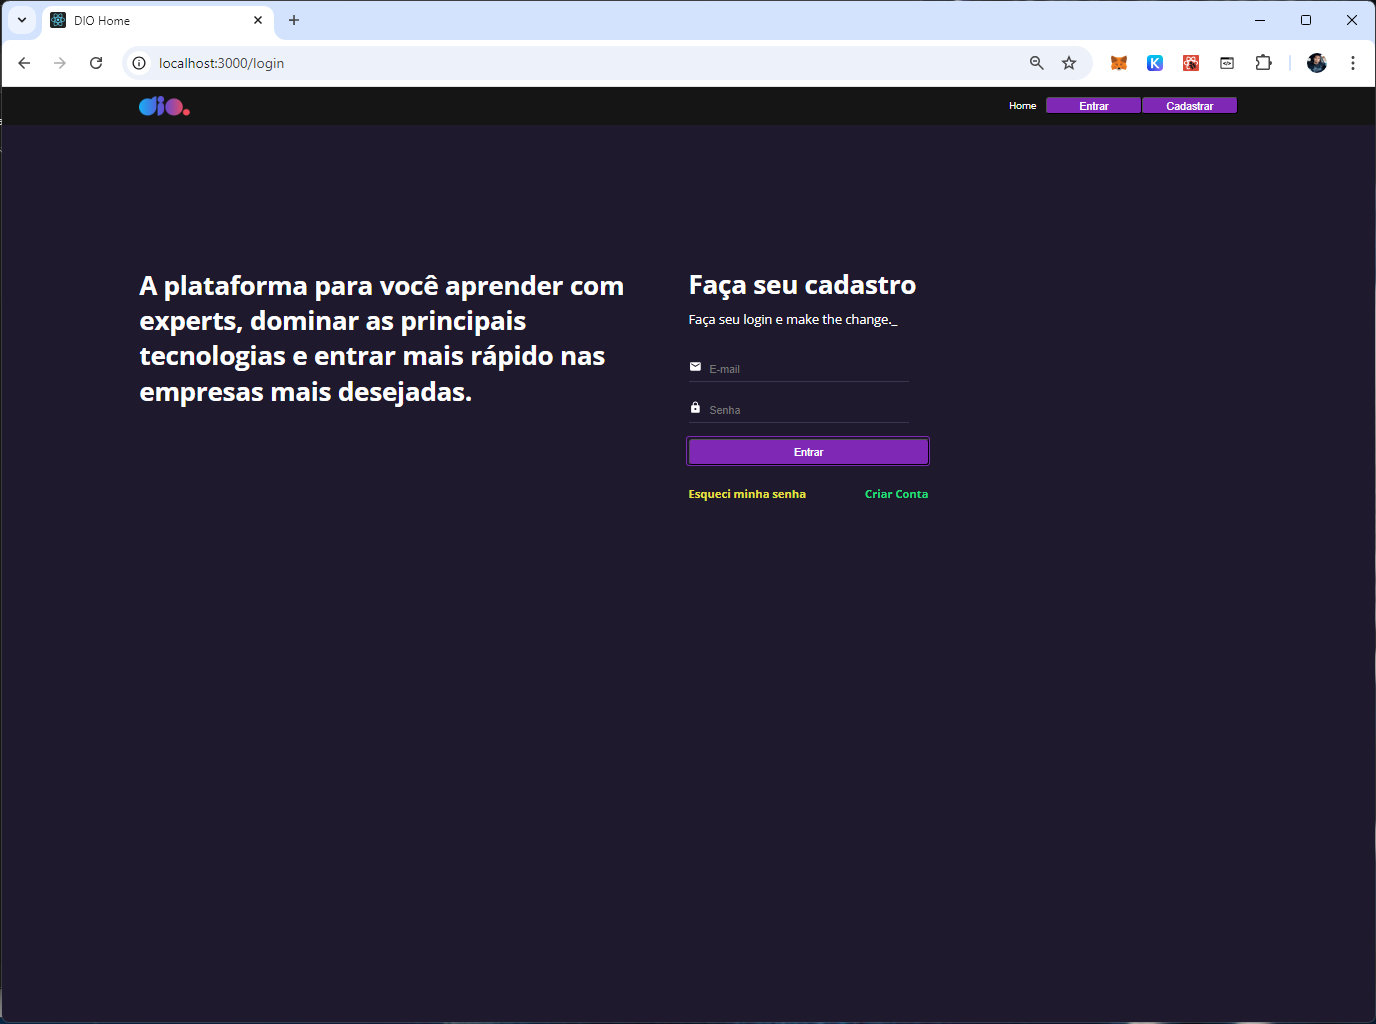 DIO Home
localhost:3000/login
K
dio.
Home
Entrar
Cadastrar
A plataforma para você aprender com
experts, dominar as principais
tecnologias e entrar mais rápido nas
empresas mais desejadas.
Faça seu cadastro
Faça seu login e make the change._
E-mail
Senha
Entrar
Esqueci minha senha
Criar Conta